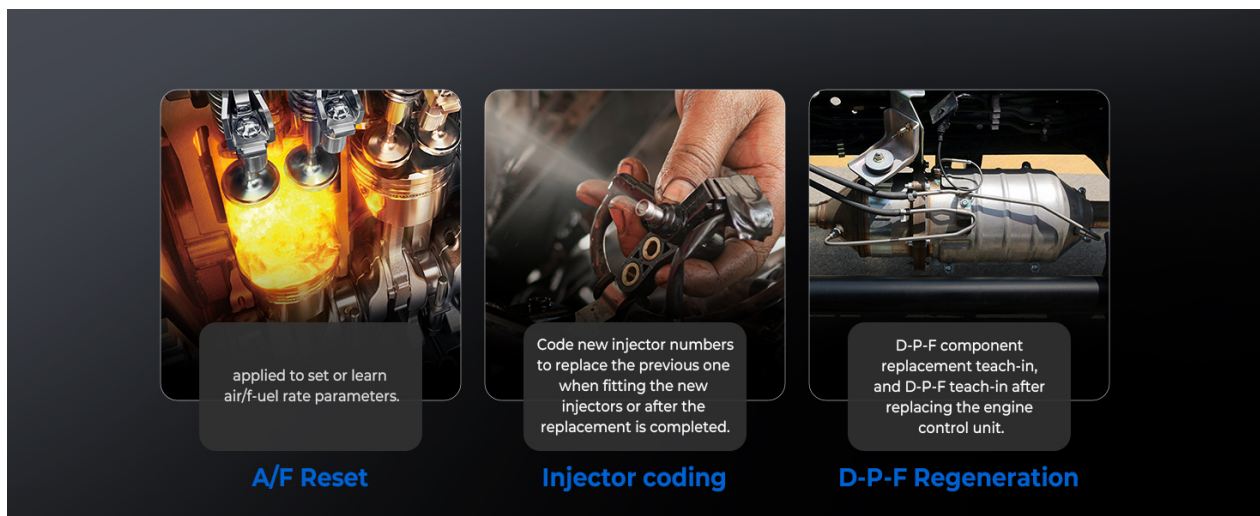 applied to set or learn
air/f-uel rate parameters.
A/F Reset
Code new injector numbers
to replace the previous one
when fitting the new
injectors or after the
replacement is completed.
Injector coding
D-P-F component
replacement teach-in,
and D-P-F teach-in after
replacing the engine
control unit.
D-P-F Regeneration